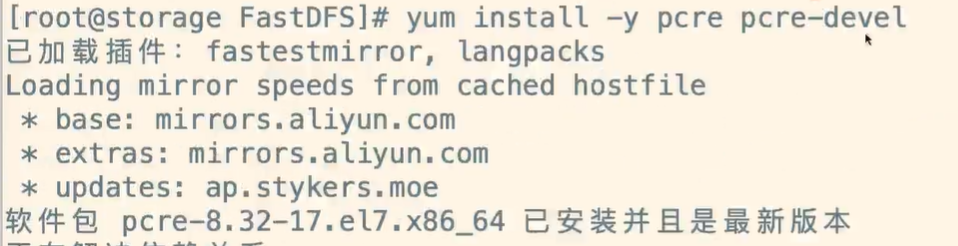 [root@storage FastDFS]# yum install -y pcre pcre-devel
已加载插件：fastestmirror, langpacks
Loading mirror speeds from cached hostfile
 * base: mirrors.aliyun.com
 * extras: mirrors.aliyun.com
 * updates: ap.stykers.moe
软件包 pcre-8.32-17.el7.x86_64 已安装并且是最新版本